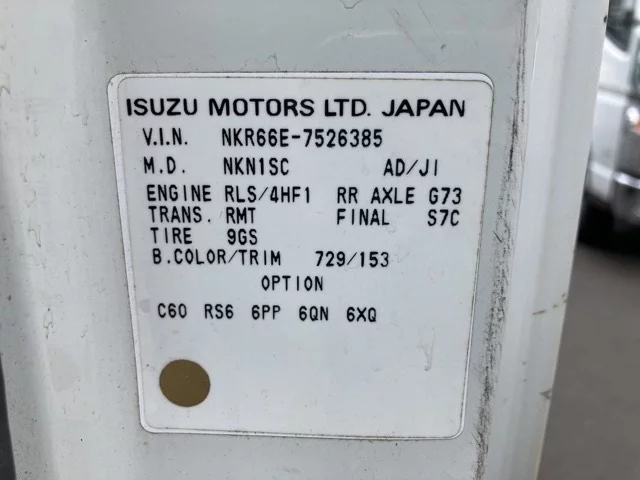 ISUZU MOTORS LTD. JAPAN
V.I.N. NKR66E-7526385
M.D. NKN1SC AD/JI
ENGINE RLS/4HF1 RR AXLE G73
TRANS. RMT FINAL S7C
TIRE 9GS
B.COLOR/TRIM 729/153
OPTION
C60 RS6 6PP 6QN 6XQ